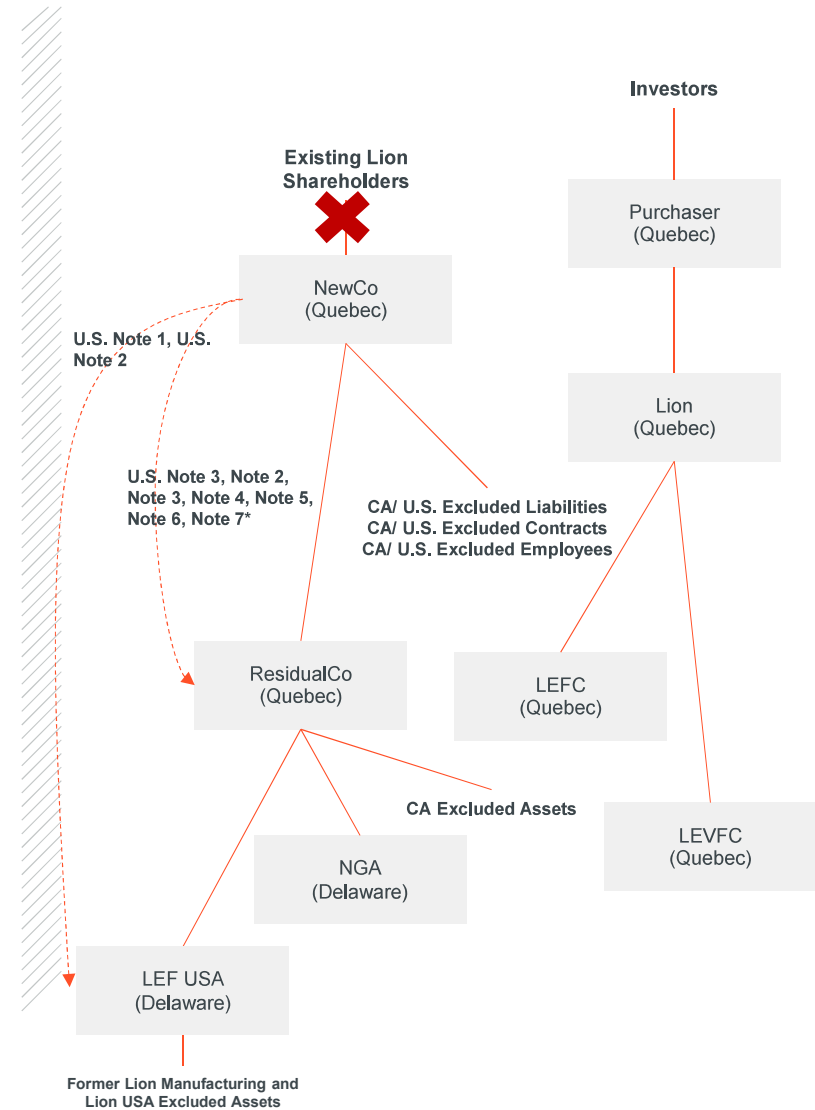 Investors
Existing Lion
Shareholders
Purchaser
(Quebec)
NewCo
(Quebec)
U.S. Note 1, U.S.
Note 2
Lion
(Quebec)
U.S. Note 3, Note 2,
Note 3, Note 4, Note 5,
Note 6, Note 7*
CA/ U.S. Excluded Liabilities
CA/ U.S. Excluded Contracts
CA/ U.S. Excluded Employees
ResidualCo
(Quebec)
LEFC
(Quebec)
CA Excluded Assets
LEVFC
(Quebec)
NGA
(Delaware)
LEF USA
(Delaware)
Former Lion Manufacturing and
Lion USA Excluded Assets